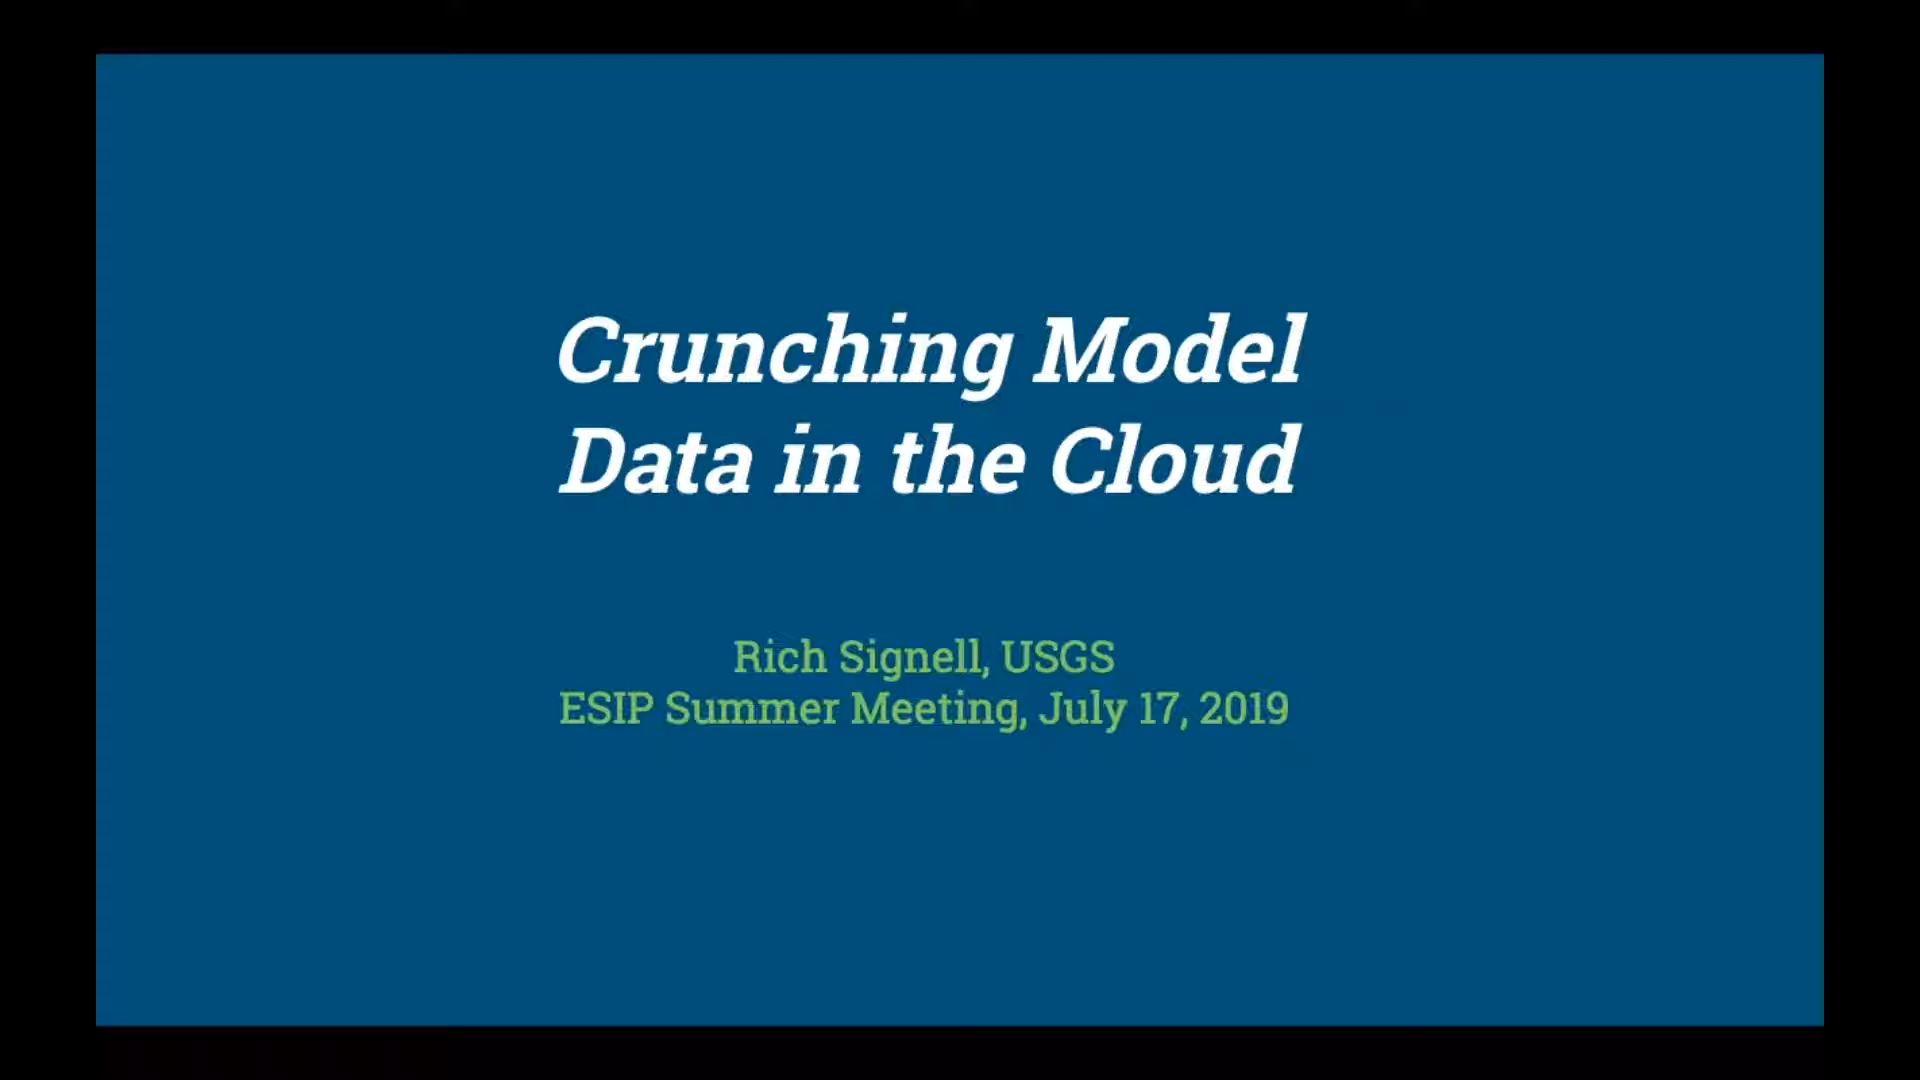 Crunching Model
Data in the Cloud
Rich Signell, USGS
ESIP Summer Meeting, July 17, 2019